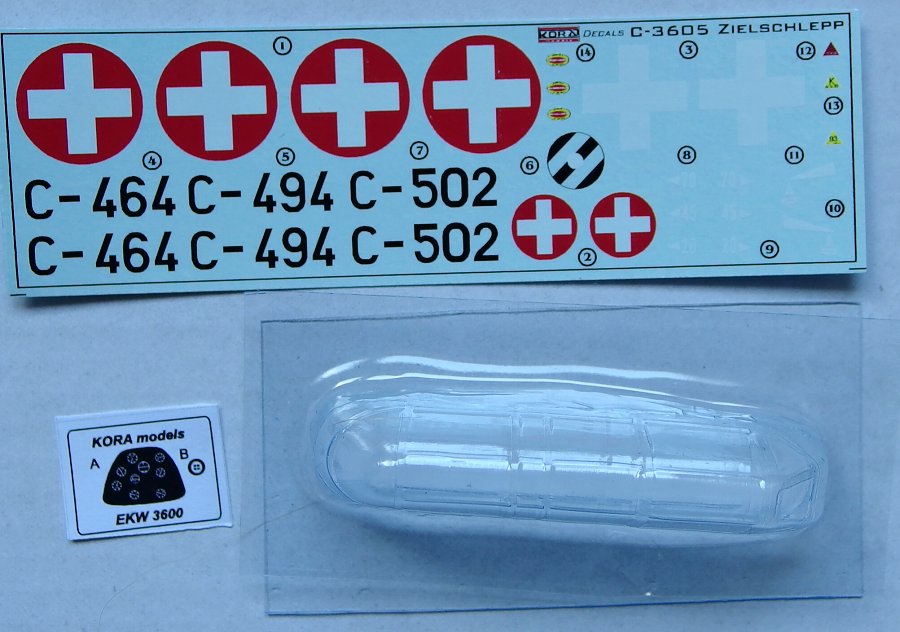 KORA Decals C-3605 ZIELSCHLEPP
1 14 3 12
K
13
4 5 7 6 8 11
C-464 C-494 C-502
10
C-464 C-494 C-502
2 9
KORA models
A B
EKW 3600